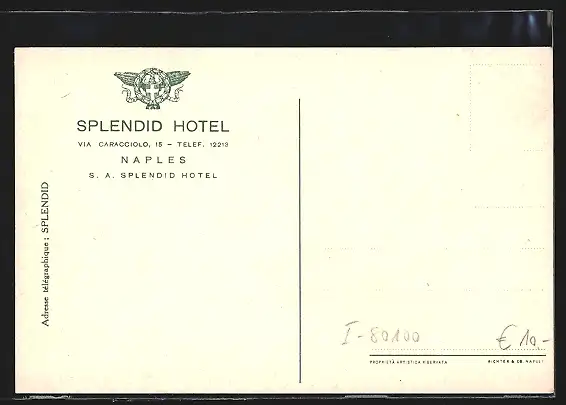 SPLENDID HOTEL
VIA CARACCIOLO, 15 – TELEF. 12213
NAPLES
S. A. SPLENDID HOTEL
Adresse télégraphique: SPLENDID
I-80100
€ 10.-
PROPRIETÀ ARTISTICA RISERVATA
RICHTER & CO. NAPOLI